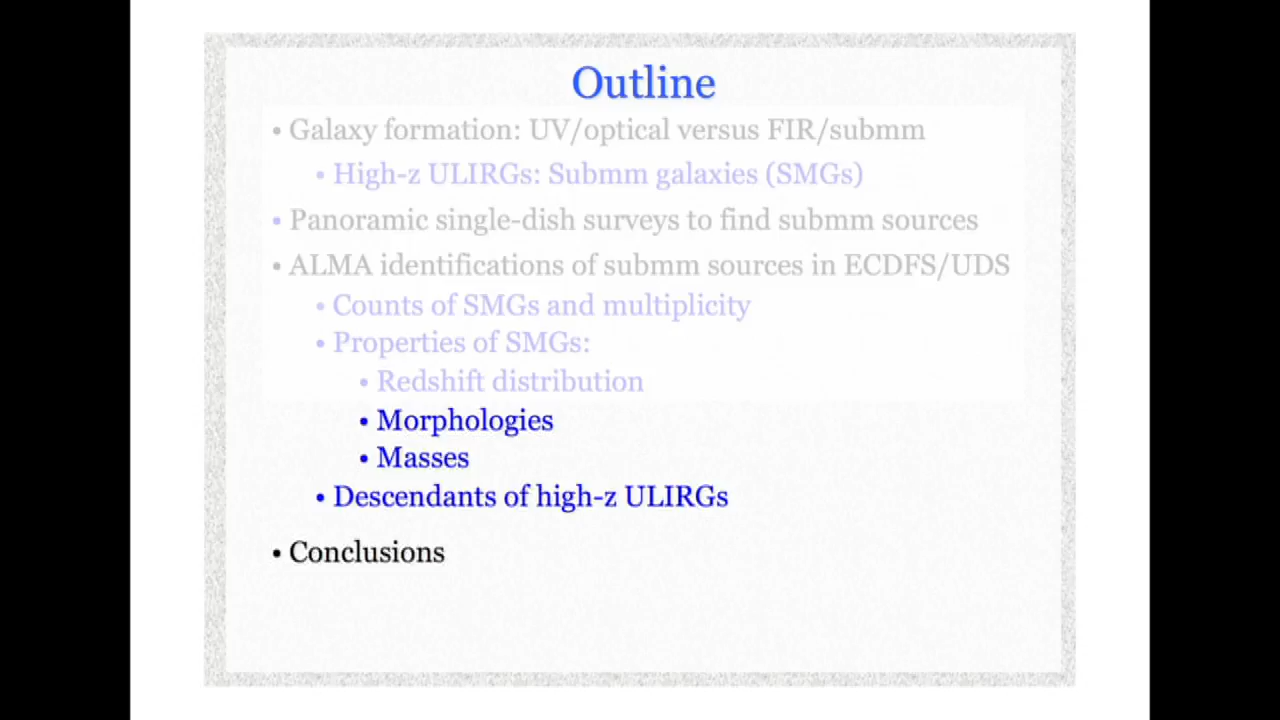 Outline
• Galaxy formation: UV/optical versus FIR/submm
• High-z ULIRGs: Submm galaxies (SMGs)
• Panoramic single-dish surveys to find submm sources
• ALMA identifications of submm sources in ECDFS/UDS
• Counts of SMGs and multiplicity
• Properties of SMGs:
• Redshift distribution
• Morphologies
• Masses
• Descendants of high-z ULIRGs
• Conclusions